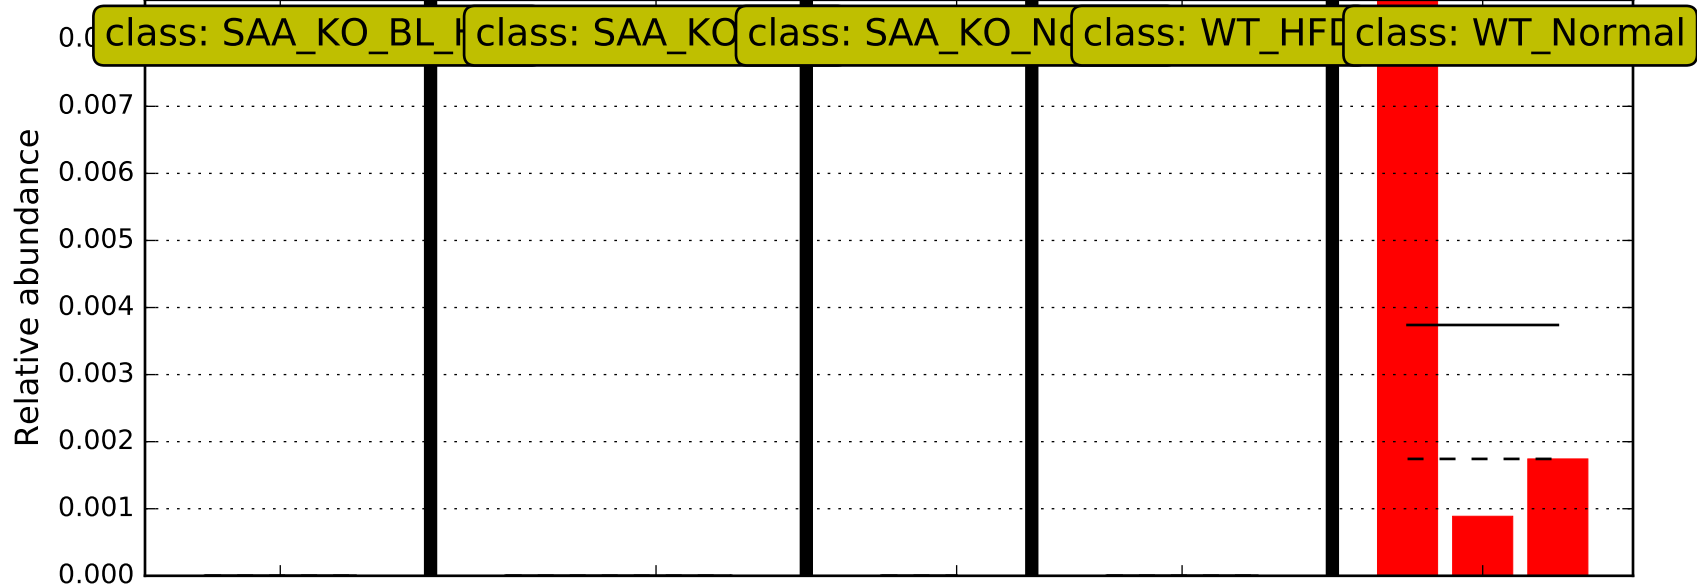 class: SAA_KO_BL_
class: SAA_KO
class: SAA_KO_No
class: WT_HFD
class: WT_Normal
0.007
0.006
0.005
0.004
0.003
0.002
0.001
0.000
Relative abundance